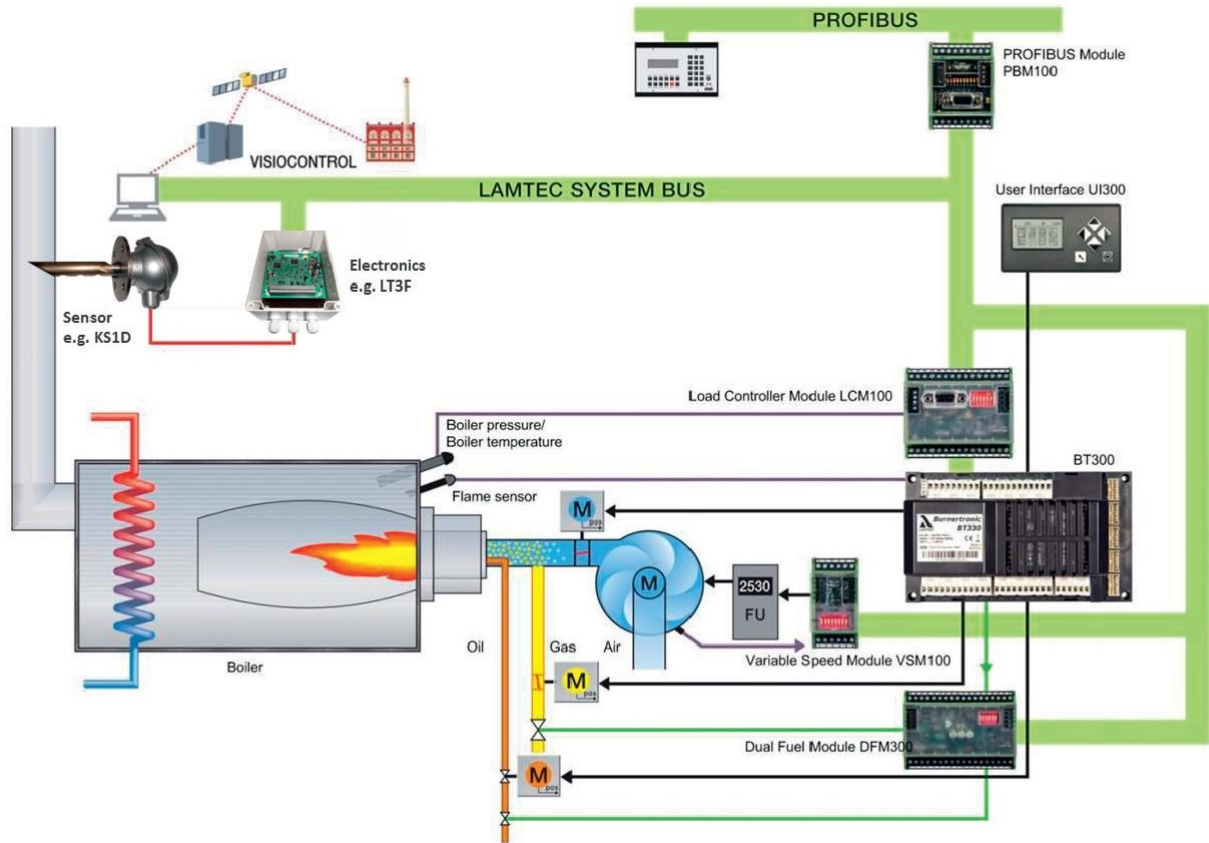 PROFIBUS
PROFIBUS Module
PBM100
VISIOCONTROL
LAMTEC SYSTEM BUS
User Interface UI300
Electronics
e.g. LT3F
Sensor
e.g. KS1D
Load Controller Module LCM100
Boiler pressure/
Boiler temperature
BT300
Flame sensor
M
pos
LAMTEC
Burnertronic
BT330
M
2530
FU
Oil
Gas
Air
Boiler
Variable Speed Module VSM100
M
pos
Dual Fuel Module DFM300
M
pos